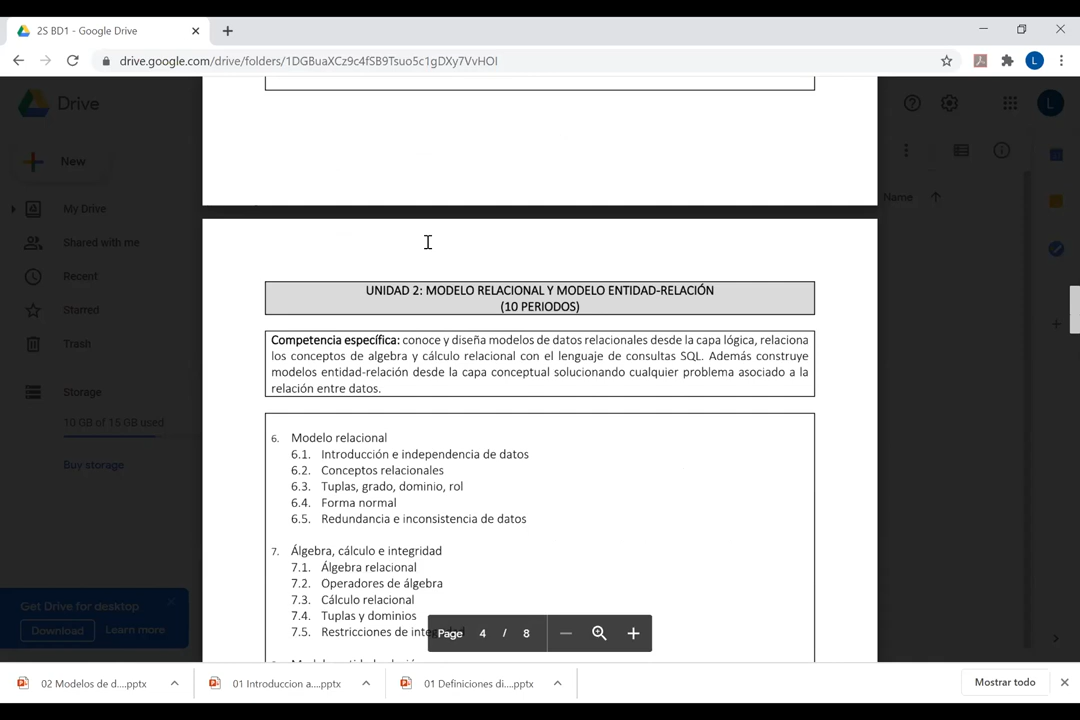 2S BD1 - Google Drive
drive.google.com/drive/folders/1DGBuaXCz9c4fSB9Tsuo5c1gDXy7VvHOI
L
Drive
L
New
My Drive
Shared with me
Recent
Starred
Trash
Storage
10 GB of 15 GB used
Buy storage
Name
UNIDAD 2: MODELO RELACIONAL Y MODELO ENTIDAD-RELACIÓN
(10 PERIODOS)
Competencia específica: conoce y diseña modelos de datos relacionales desde la capa lógica, relaciona
los conceptos de algebra y cálculo relacional con el lenguaje de consultas SQL. Además construye
modelos entidad-relación desde la capa conceptual solucionando cualquier problema asociado a la
relación entre datos.
6. Modelo relacional
6.1. Introducción e independencia de datos
6.2. Conceptos relacionales
6.3. Tuplas, grado, dominio, rol
6.4. Forma normal
6.5. Redundancia e inconsistencia de datos
7. Álgebra, cálculo e integridad
7.1. Álgebra relacional
7.2. Operadores de álgebra
7.3. Cálculo relacional
7.4. Tuplas y dominios
7.5. Restricciones de integridad
Page 4 / 8
Get Drive for desktop
Download Learn more
02 Modelos de d....pptx
01 Introduccion a....pptx
01 Definiciones di....pptx
Mostrar todo